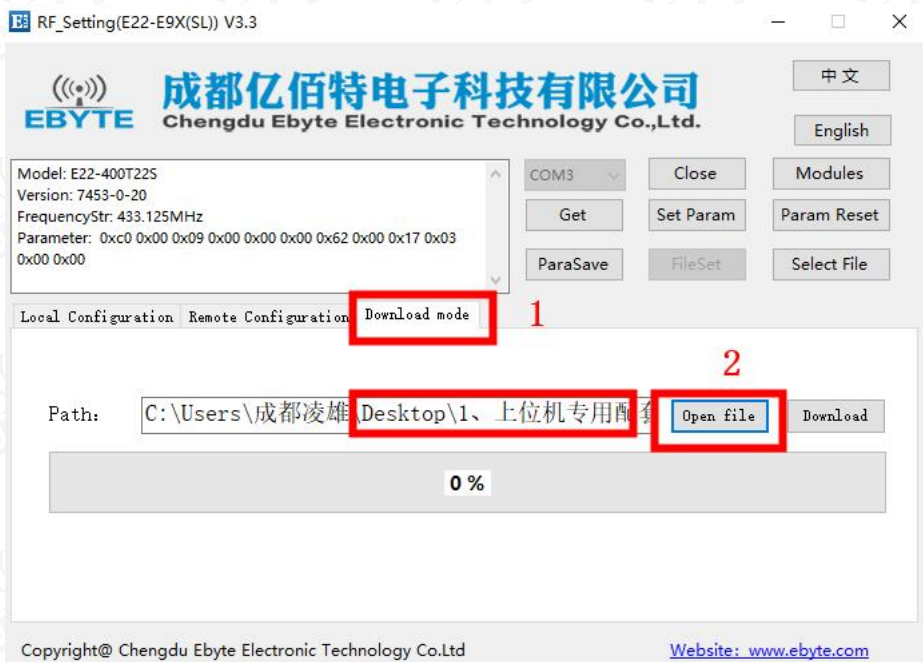 RF_Setting(E22-E9X(SL)) V3.3
((·)) EBYTE
成都亿佰特电子科技有限公司
Chengdu Ebyte Electronic Technology Co.,Ltd.
中文
English
Model: E22-400T22S
Version: 7453-0-20
FrequencyStr: 433.125MHz
Parameter: 0xc0 0x00 0x09 0x00 0x00 0x00 0x62 0x00 0x17 0x03
0x00 0x00
COM3 Close Modules
Get Set Param Param Reset
ParaSave FileSet Select File
Local Configuration Remote Configuration Download mode 1
2
Path: C:\Users\成都凌雄\Desktop\1、上位机专用配套 Open file Download
0 %
Copyright@ Chengdu Ebyte Electronic Technology Co.Ltd Website: www.ebyte.com